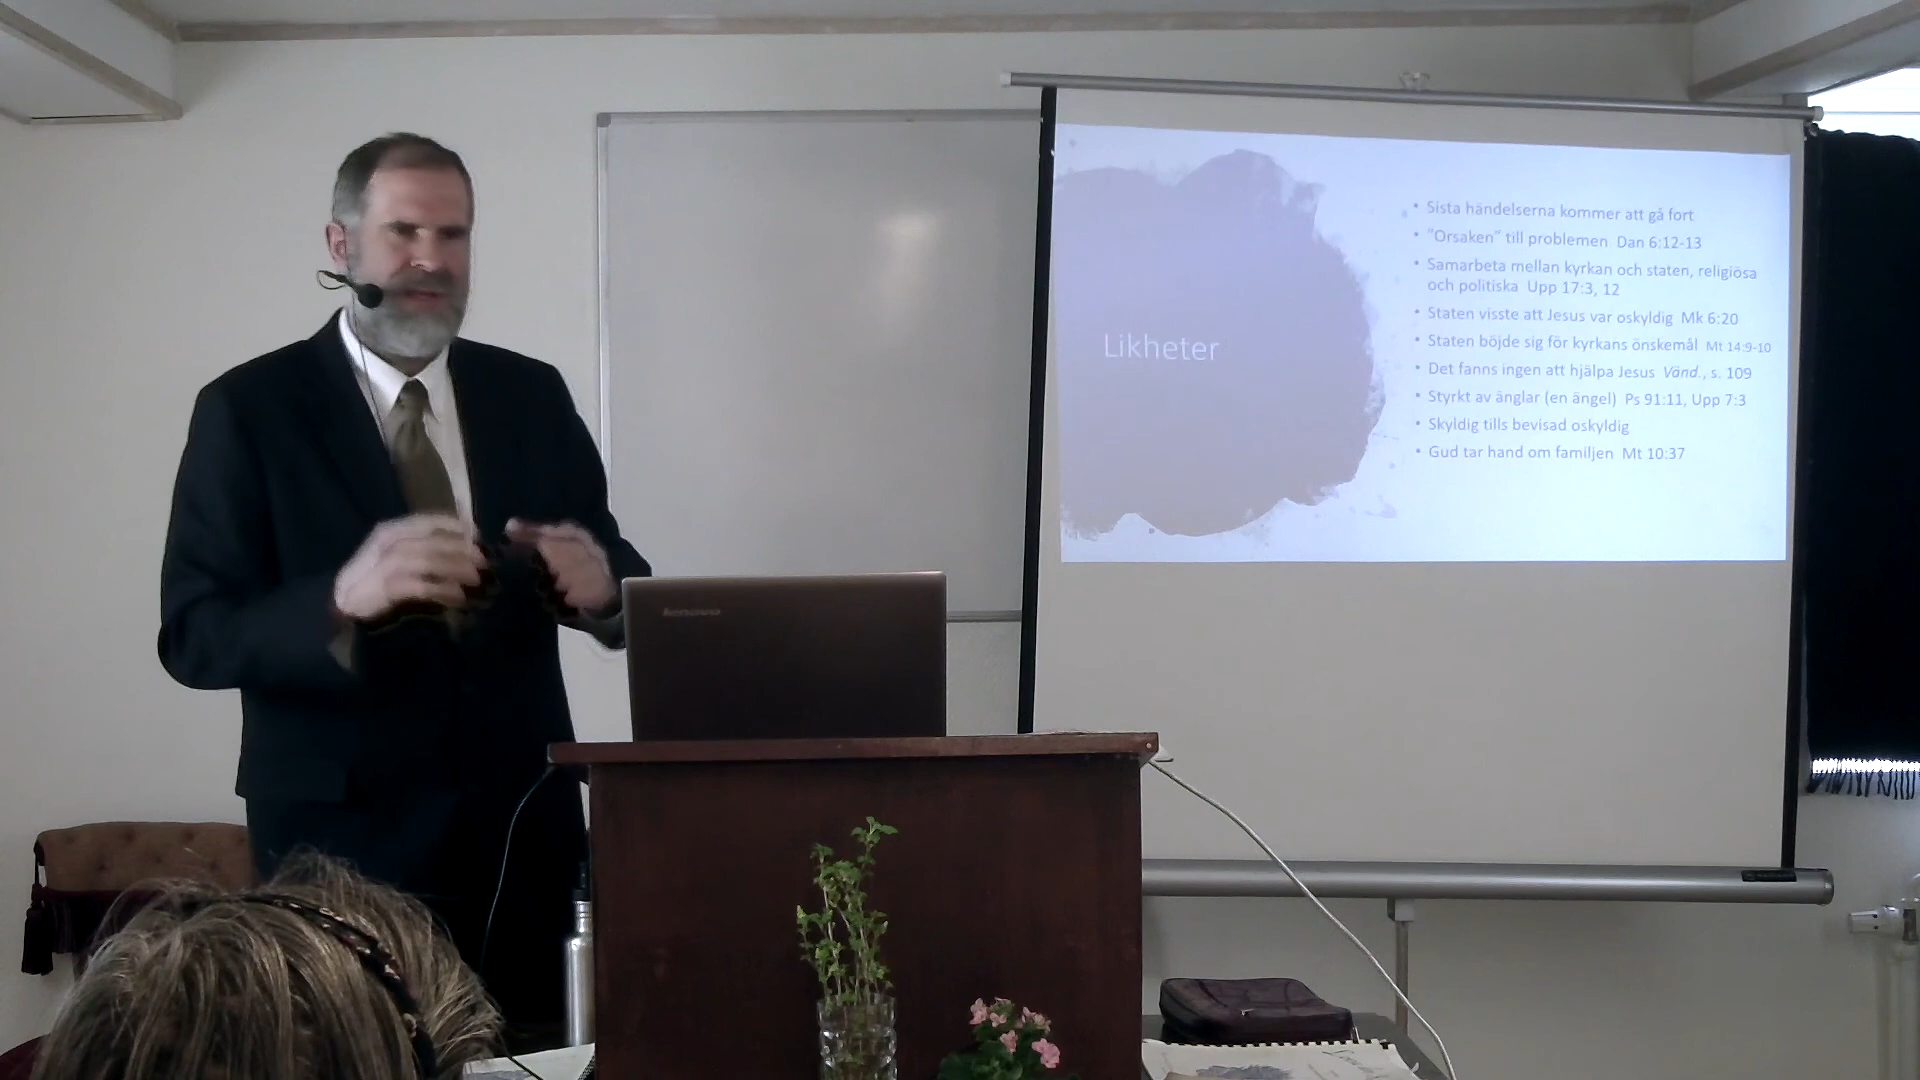 Likheter
• Sista händelserna kommer att gå fort
• "Orsaken" till problemen Dan 6:12-13
• Samarbeta mellan kyrkan och staten, religiösa
och politiska Upp 17:3, 12
• Staten visste att Jesus var oskyldig Mk 6:20
• Staten böjde sig för kyrkans önskemål Mt 14:9-10
• Det fanns ingen att hjälpa Jesus Vänd., s. 109
• Styrkt av änglar (en ängel) Ps 91:11, Upp 7:3
• Skyldig tills bevisad oskyldig
• Gud tar hand om familjen Mt 10:37
lenovo